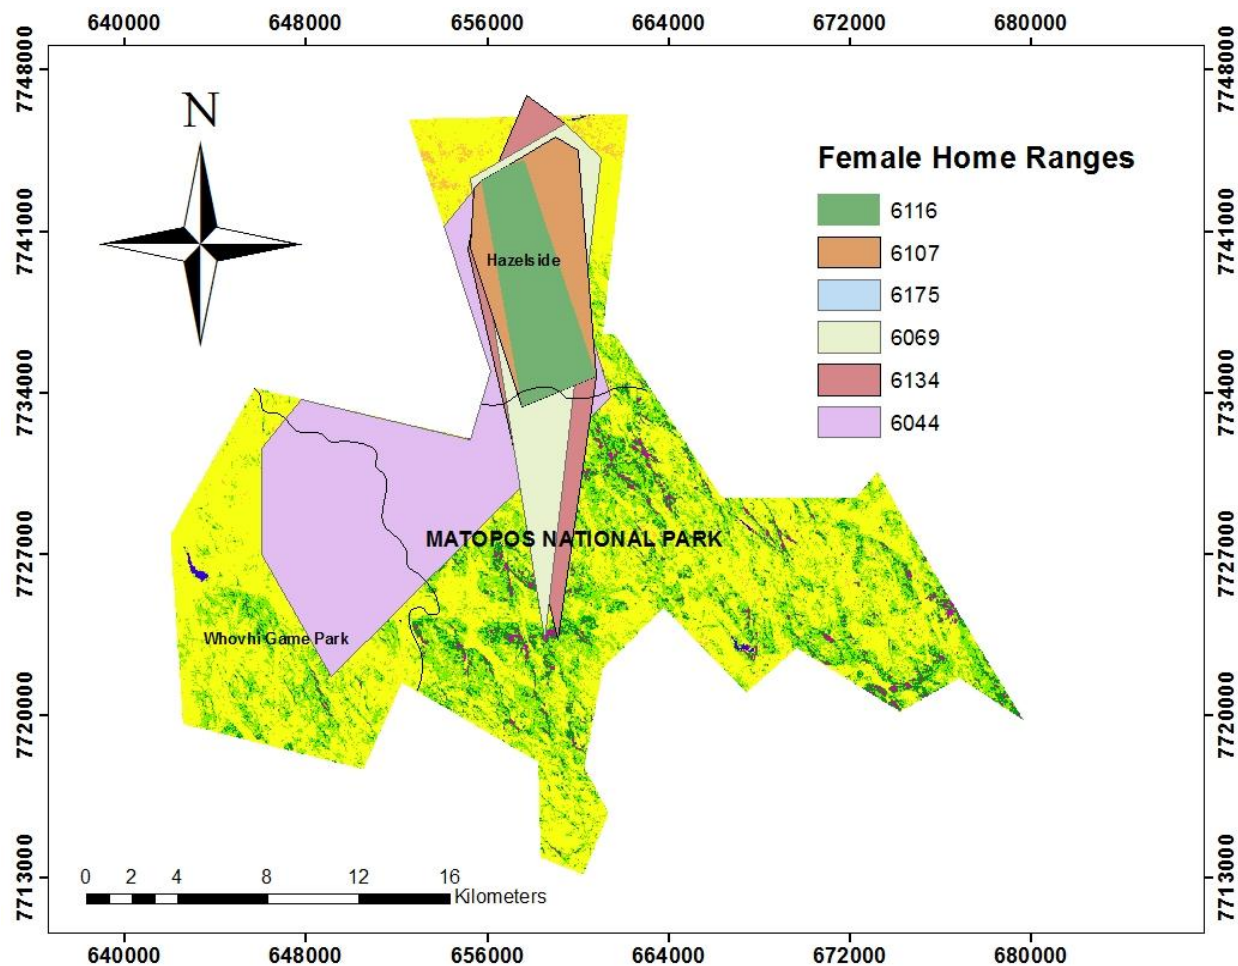 640000 648000 656000 664000 672000 680000
7748000 7748000
N
Female Home Ranges
6116
7741000 7741000
6107
Hazelside
6175
6069
6134
7734000 7734000
6044
MATOPOS NATIONAL PARK
7727000 7727000
Whovhi Game Park
7720000 7720000
0 2 4 8 12 16
Kilometers
7713000 7713000
640000 648000 656000 664000 672000 680000